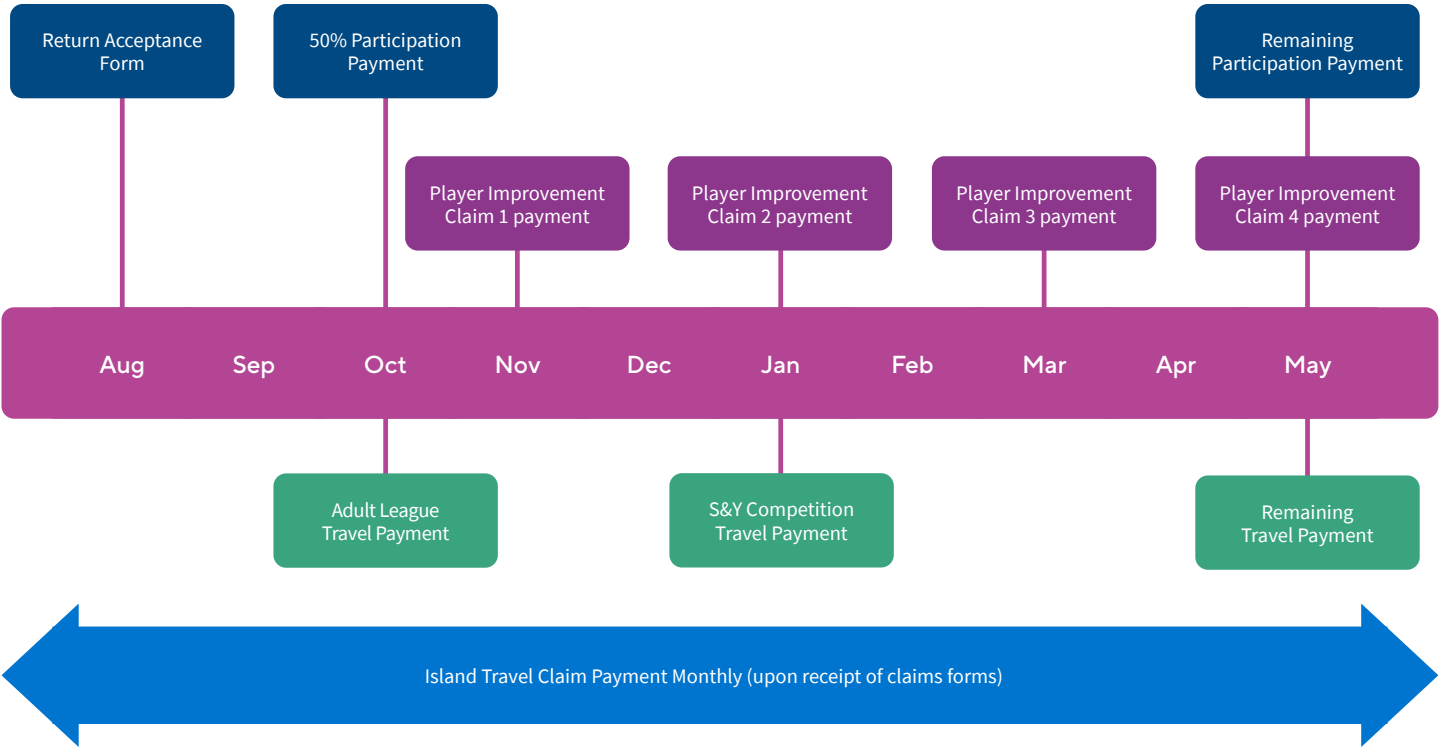 Return Acceptance
Form
50% Participation
Payment
Remaining
Participation Payment
Player Improvement
Claim 1 payment
Player Improvement
Claim 2 payment
Player Improvement
Claim 3 payment
Player Improvement
Claim 4 payment
Aug
Sep
Oct
Nov
Dec
Jan
Feb
Mar
Apr
May
Adult League
Travel Payment
S&Y Competition
Travel Payment
Remaining
Travel Payment
Island Travel Claim Payment Monthly (upon receipt of claims forms)